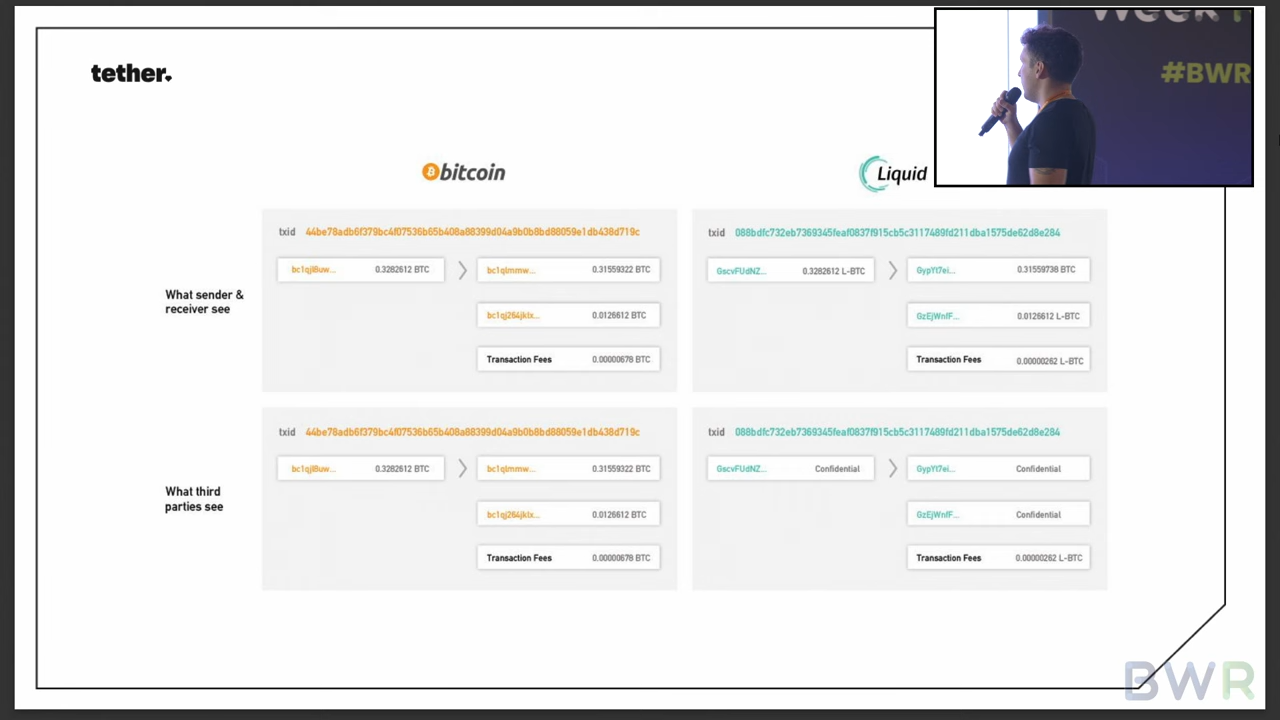 tether.
WEEK
#BWR
bitcoin
Liquid
txid 44be78adb6f379bc4f07536b65b408a88399d04a9b0b8bd88059e1db438d719c
txid 088bdfc732eb7369345feaf0837f915cb5c3117489fd211dba1575de62d8e284
What sender &
receiver see
bc1qjl8uw... 0.3282612 BTC
bc1qlmmw... 0.31559322 BTC
bc1qj264jklx... 0.0126612 BTC
Transaction Fees 0.00000678 BTC
GscvFUdNZ... 0.3282612 L-BTC
GypYt7ei... 0.31559738 BTC
GzEjWnfF... 0.0126612 L-BTC
Transaction Fees 0.00000262 L-BTC
txid 44be78adb6f379bc4f07536b65b408a88399d04a9b0b8bd88059e1db438d719c
txid 088bdfc732eb7369345feaf0837f915cb5c3117489fd211dba1575de62d8e284
What third
parties see
bc1qjl8uw... 0.3282612 BTC
bc1qlmmw... 0.31559322 BTC
bc1qj264jklx... 0.0126612 BTC
Transaction Fees 0.00000678 BTC
GscvFUdNZ... Confidential
GypYt7ei... Confidential
GzEjWnfF... Confidential
Transaction Fees 0.00000262 L-BTC
BWR